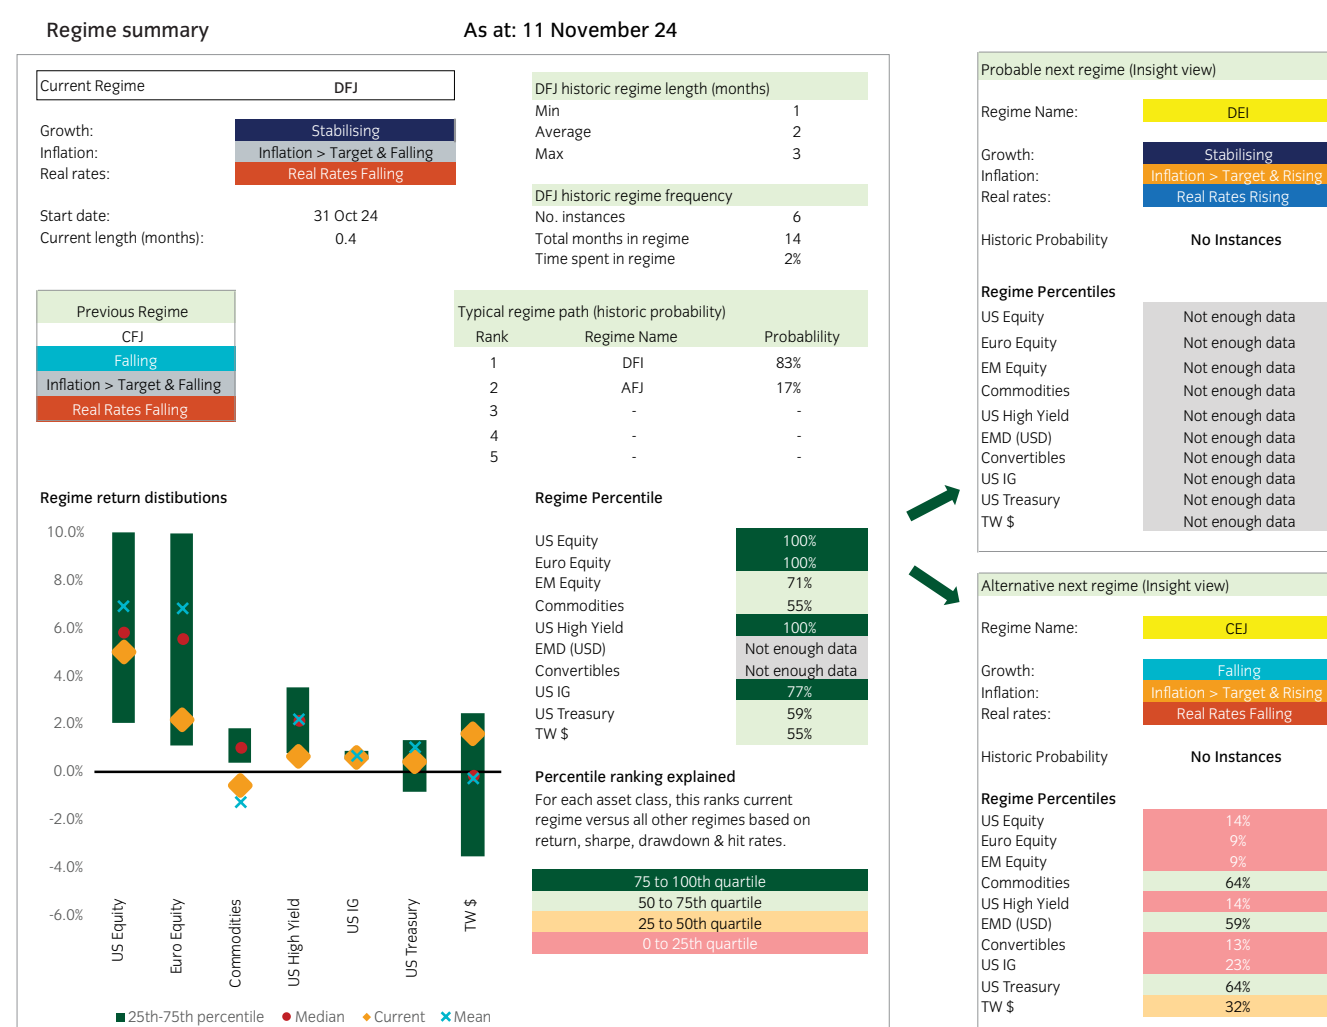 Regime summary
As at: 11 November 24
Current Regime DFJ
Growth: Stabilising
Inflation: Inflation > Target & Falling
Real rates: Real Rates Falling
Start date: 31 Oct 24
Current length (months): 0.4
DFJ historic regime length (months)
Min 1
Average 2
Max 3
DFJ historic regime frequency
No. instances 6
Total months in regime 14
Time spent in regime 2%
Previous Regime
CFJ
Falling
Inflation > Target & Falling
Real Rates Falling
Typical regime path (historic probability)
Rank Regime Name Probablility
1 DFI 83%
2 AFJ 17%
3 - -
4 - -
5 - -
Regime return distibutions
10.0%
8.0%
6.0%
4.0%
2.0%
0.0%
-2.0%
-4.0%
-6.0%
US Equity
Euro Equity
Commodities
US High Yield
US IG
US Treasury
TW $
25th-75th percentile Median Current Mean
Regime Percentile
US Equity 100%
Euro Equity 100%
EM Equity 71%
Commodities 55%
US High Yield 100%
EMD (USD) Not enough data
Convertibles Not enough data
US IG 77%
US Treasury 59%
TW $ 55%
Percentile ranking explained
For each asset class, this ranks current
regime versus all other regimes based on
return, sharpe, drawdown & hit rates.
75 to 100th quartile
50 to 75th quartile
25 to 50th quartile
0 to 25th quartile
Probable next regime (Insight view)
Regime Name: DEI
Growth: Stabilising
Inflation: Inflation > Target & Rising
Real rates: Real Rates Rising
Historic Probability No Instances
Regime Percentiles
US Equity Not enough data
Euro Equity Not enough data
EM Equity Not enough data
Commodities Not enough data
US High Yield Not enough data
EMD (USD) Not enough data
Convertibles Not enough data
US IG Not enough data
US Treasury Not enough data
TW $ Not enough data
Alternative next regime (Insight view)
Regime Name: CEJ
Growth: Falling
Inflation: Inflation > Target & Rising
Real rates: Real Rates Falling
Historic Probability No Instances
Regime Percentiles
US Equity 14%
Euro Equity 9%
EM Equity 9%
Commodities 64%
US High Yield 14%
EMD (USD) 59%
Convertibles 13%
US IG 23%
US Treasury 64%
TW $ 32%